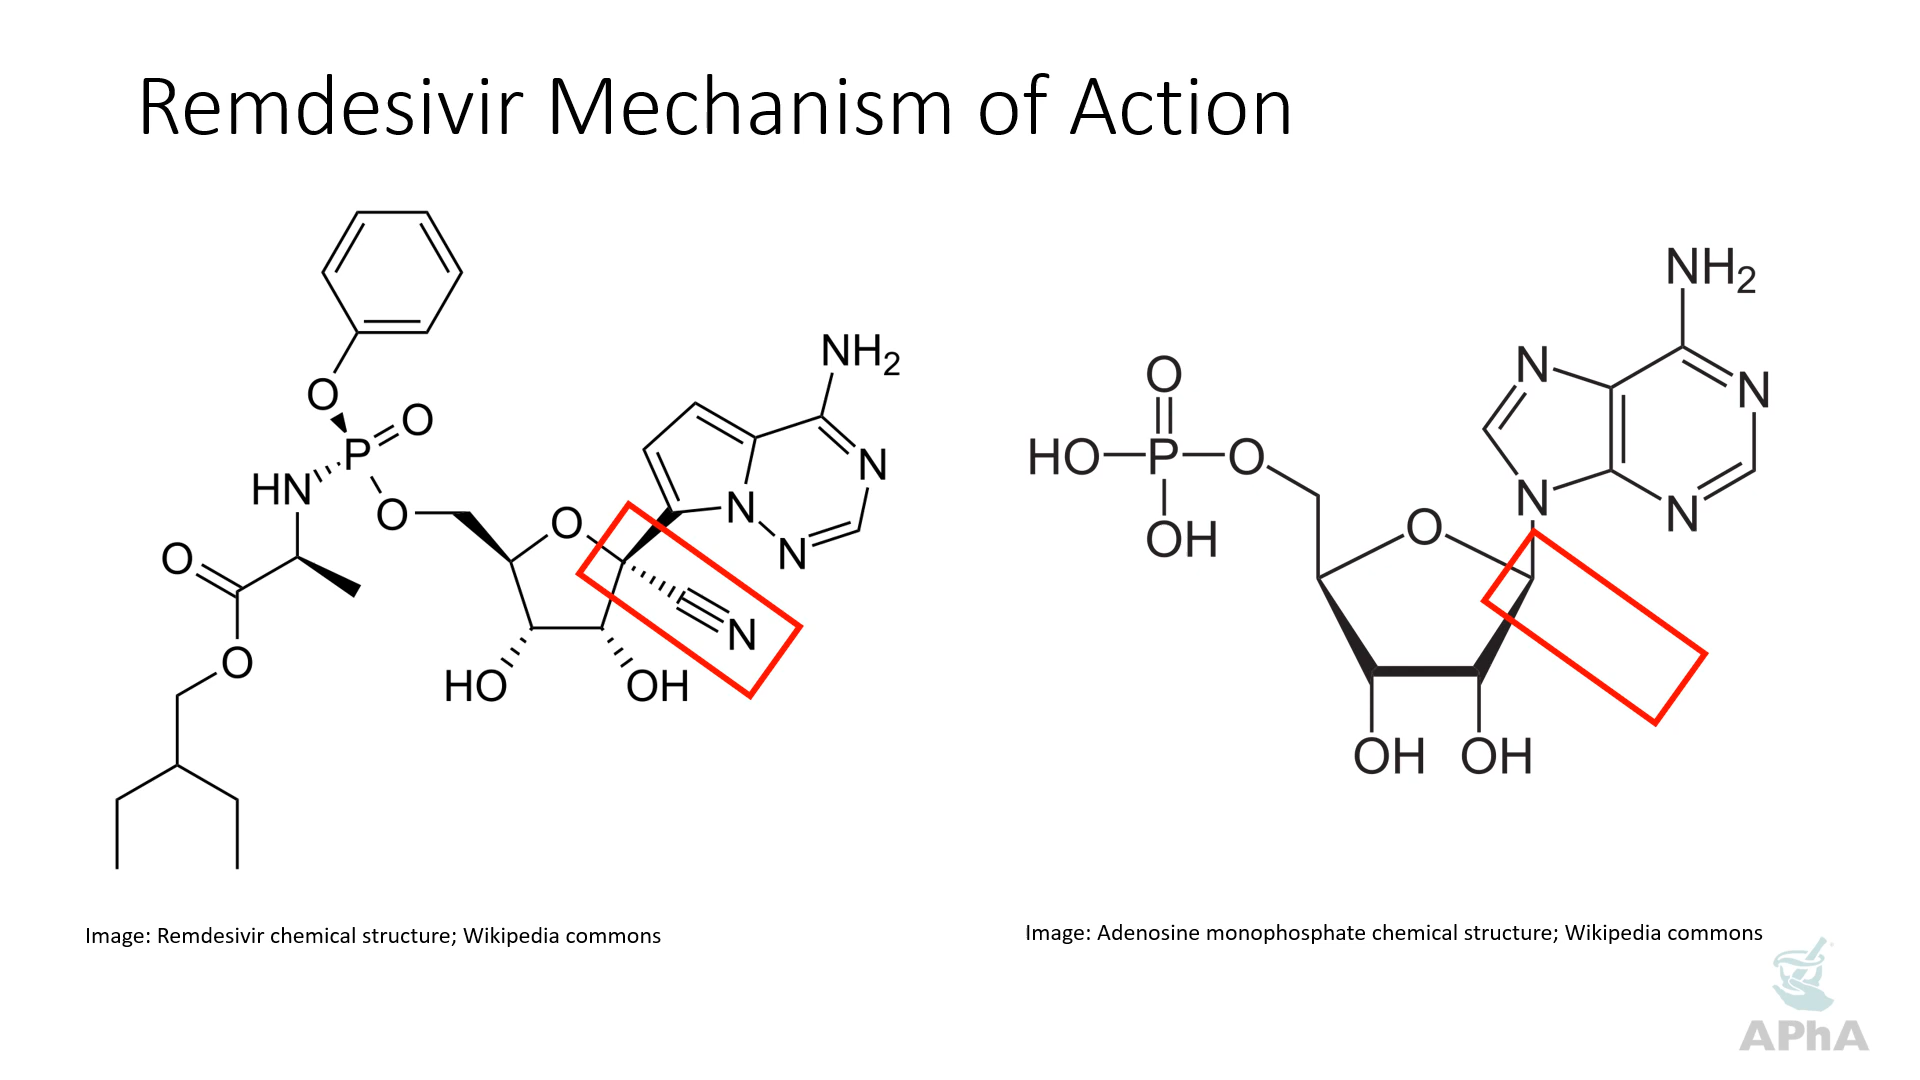 Remdesivir Mechanism of Action
O
P
O
HN
O
O
O
HO
OH
O
N
N
N
NH2
N
O
HO
P
O
OH
O
OH
OH
N
N
N
N
NH2
Image: Remdesivir chemical structure; Wikipedia commons
Image: Adenosine monophosphate chemical structure; Wikipedia commons
APhA